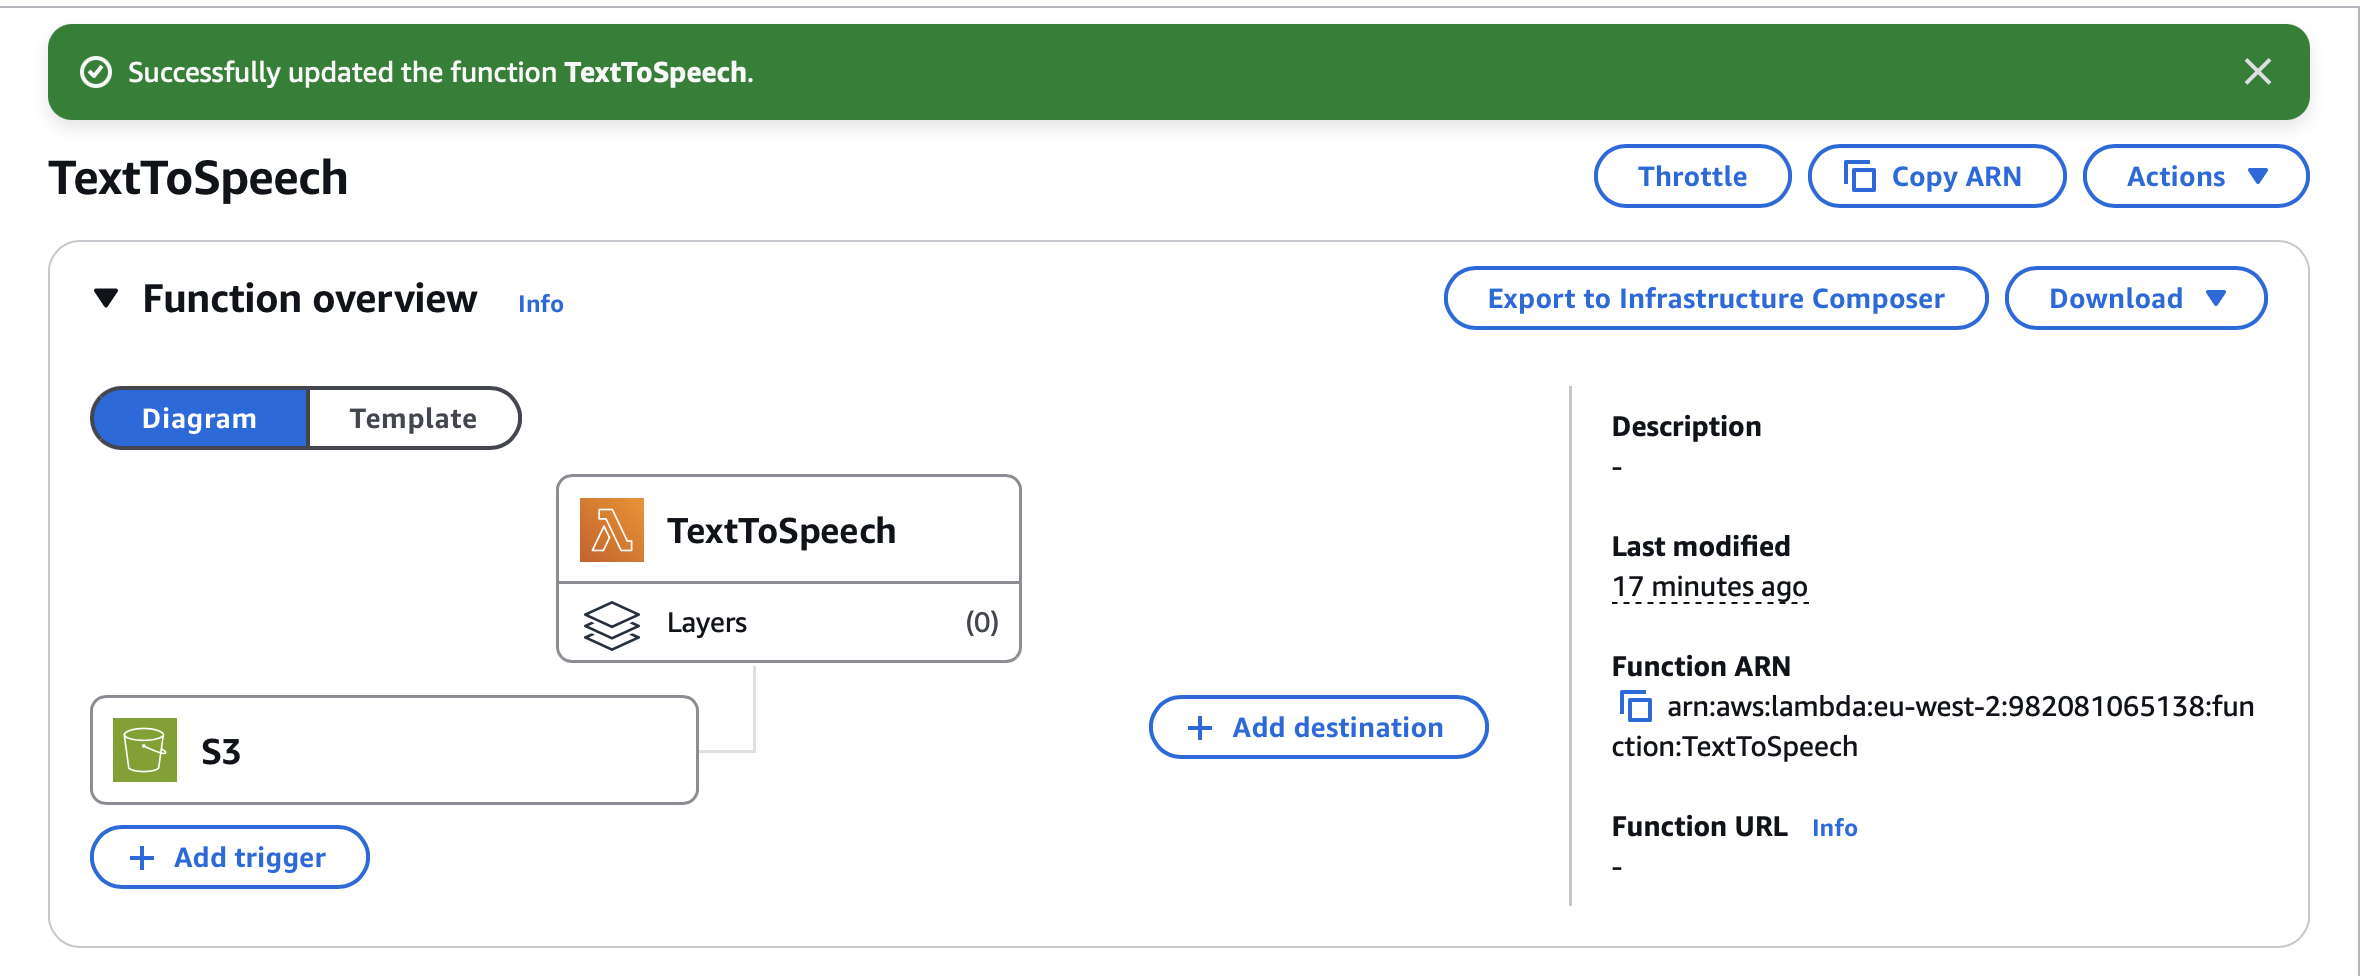 Successfully updated the function TextToSpeech.
TextToSpeech
Throttle
Copy ARN
Actions
Function overview
Info
Export to Infrastructure Composer
Download
Diagram
Template
TextToSpeech
Layers
(0)
S3
Add trigger
Add destination
Description
-
Last modified
17 minutes ago
Function ARN
arn:aws:lambda:eu-west-2:982081065138:fun
ction:TextToSpeech
Function URL
Info
-